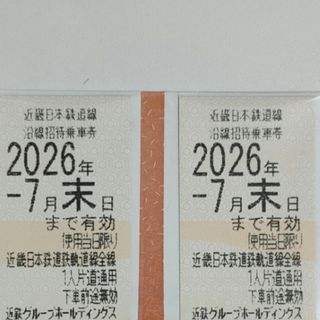 近畿日本鉄道線
沿線招待乗車券
2026年
-7月末日
まで有効
使用当日限り
近畿日本鉄道鉄軌道線全線
1人片道通用
下車前途無効
近鉄グループホールディングス
近畿日本鉄道線
沿線招待乗車券
2026年
-7月末日
まで有効
使用当日限り
近畿日本鉄道鉄軌道線全線
1人片道通用
下車前途無効
近鉄グループホールディングス